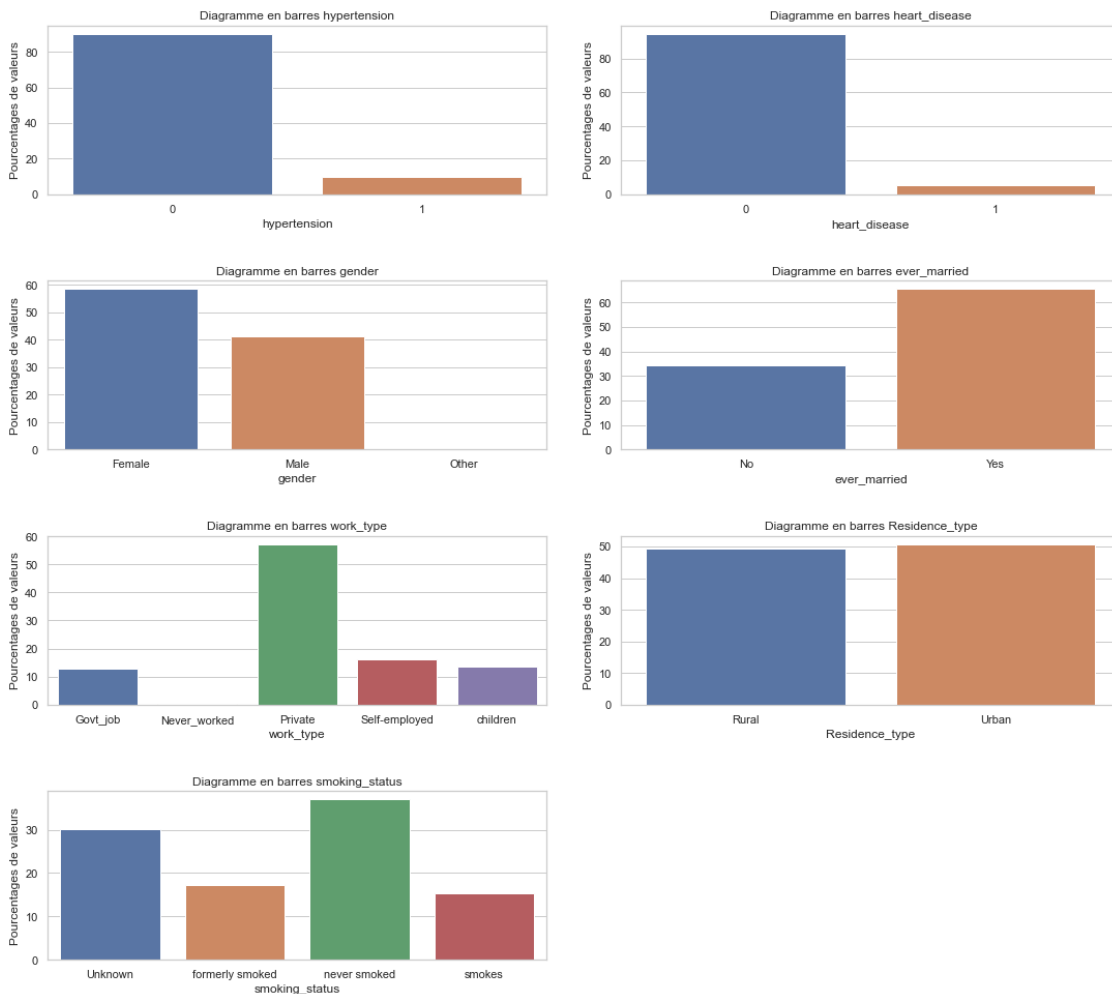 Diagramme en barres hypertension
Pourcentages de valeurs
80
60
40
20
0
0 1
hypertension
Diagramme en barres heart_disease
Pourcentages de valeurs
80
60
40
20
0
0 1
heart_disease
Diagramme en barres gender
Pourcentages de valeurs
60
50
40
30
20
10
0
Female Male Other
gender
Diagramme en barres ever_married
Pourcentages de valeurs
60
50
40
30
20
10
0
No Yes
ever_married
Diagramme en barres work_type
Pourcentages de valeurs
60
50
40
30
20
10
0
Govt_job Never_worked Private Self-employed children
work_type
Diagramme en barres Residence_type
Pourcentages de valeurs
50
40
30
20
10
0
Rural Urban
Residence_type
Diagramme en barres smoking_status
Pourcentages de valeurs
30
20
10
0
Unknown formerly smoked never smoked smokes
smoking_status